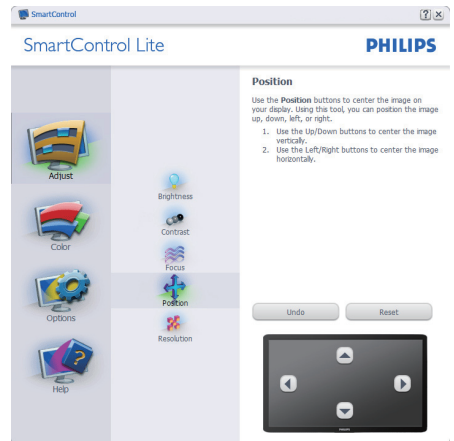 SmartControl
SmartControl Lite
PHILIPS
Adjust
Color
Options
Help
Brightness
Contrast
Focus
Position
Resolution
Position
Use the Position buttons to center the image on
your display. Using this tool, you can position the image
up, down, left, or right.
1. Use the Up/Down buttons to center the image
vertically.
2. Use the Left/Right buttons to center the image
horizontally.
Undo
Reset
PHILIPS